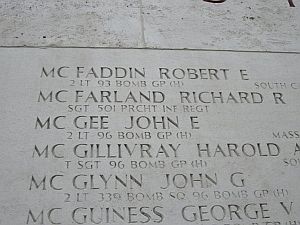 MC FADDIN ROBERT E
2 LT 93 BOMB GP (H) SOUTH C
MC FARLAND RICHARD R
SGT 501 PRCHT INF REGT
MC GEE JOHN E
2 LT 96 BOMB GP (H) MASS
MC GILLIVRAY HAROLD A
T SGT 96 BOMB GP (H)
MC GLYNN JOHN G
2 LT 339 BOMB SQ 96 BOMB GP (H)
MC GUINESS GEORGE V